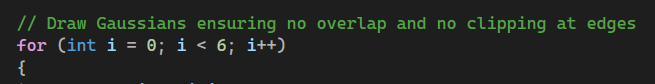 // Draw Gaussians ensuring no overlap and no clipping at edges
for (int i = 0; i < 6; i++)
{